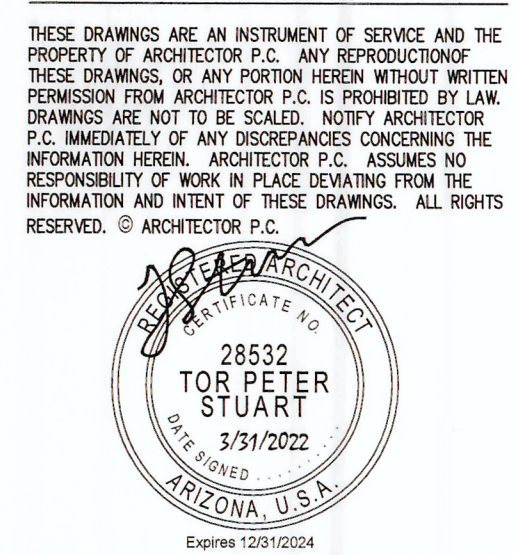 THESE DRAWINGS ARE AN INSTRUMENT OF SERVICE AND THE
PROPERTY OF ARCHITECTOR P.C. ANY REPRODUCTIONOF
THESE DRAWINGS, OR ANY PORTION HEREIN WITHOUT WRITTEN
PERMISSION FROM ARCHITECTOR P.C. IS PROHIBITED BY LAW.
DRAWINGS ARE NOT TO BE SCALED. NOTIFY ARCHITECTOR
P.C. IMMEDIATELY OF ANY DISCREPANCIES CONCERNING THE
INFORMATION HEREIN. ARCHITECTOR P.C. ASSUMES NO
RESPONSIBILITY OF WORK IN PLACE DEVIATING FROM THE
INFORMATION AND INTENT OF THESE DRAWINGS. ALL RIGHTS
RESERVED. © ARCHITECTOR P.C.
REGISTERED ARCHITECT
CERTIFICATE NO.
28532
TOR PETER
STUART
3/31/2022
DATE SIGNED ..........
ARIZONA, U.S.A.
Expires 12/31/2024